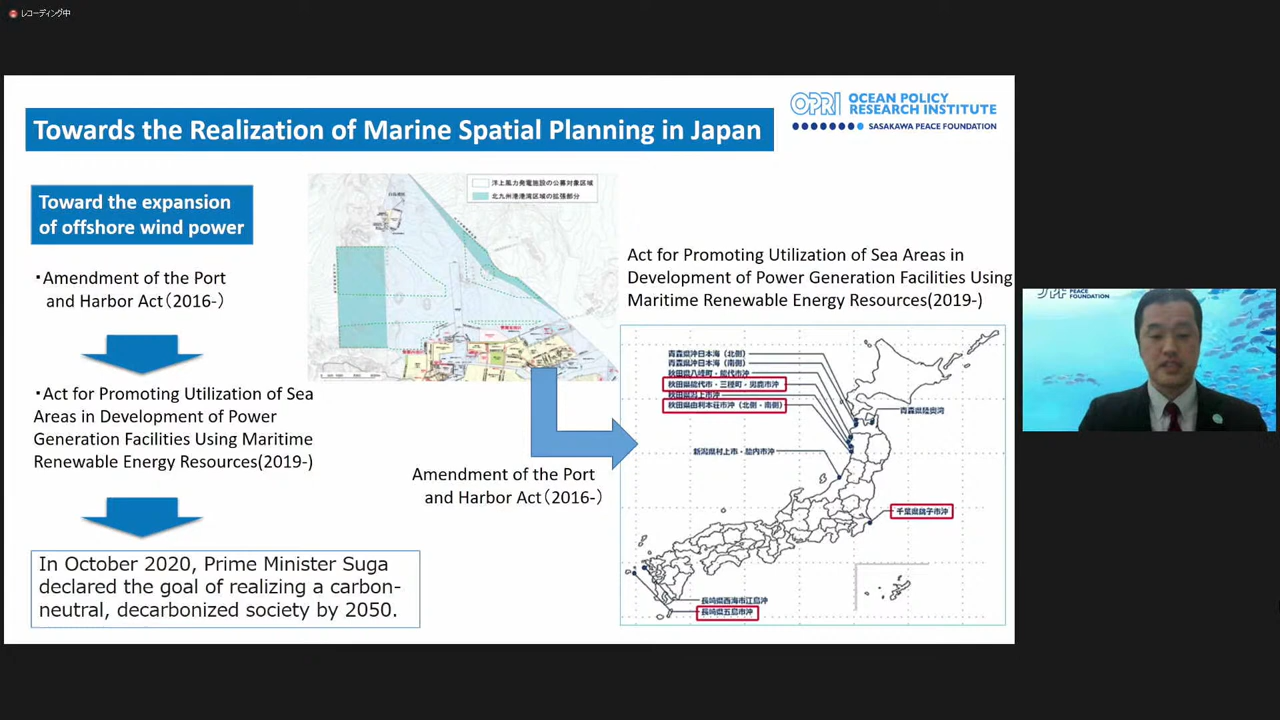 レコーディング中
Towards the Realization of Marine Spatial Planning in Japan
OPRI OCEAN POLICY
RESEARCH INSTITUTE
SASAKAWA PEACE FOUNDATION
Toward the expansion
of offshore wind power
・Amendment of the Port
and Harbor Act(2016-)
・Act for Promoting Utilization of Sea
Areas in Development of Power
Generation Facilities Using Maritime
Renewable Energy Resources(2019-)
In October 2020, Prime Minister Suga
declared the goal of realizing a carbon-
neutral, decarbonized society by 2050.
洋上風力発電施設の公募対象区域
北九州港港湾区域の拡張部分
Amendment of the Port
and Harbor Act(2016-)
Act for Promoting Utilization of Sea Areas in
Development of Power Generation Facilities Using
Maritime Renewable Energy Resources(2019-)
青森県沖日本海(北側)
青森県沖日本海(南側)
秋田県八峰町・能代市沖
秋田県能代市・三種町・男鹿市沖
秋田県潟上市沖
秋田県由利本荘市沖(北側・南側)
青森県陸奥湾
新潟県村上市・胎内市沖
千葉県銚子市沖
長崎県西海市江島沖
長崎県五島市沖
PEACE
FOUNDATION